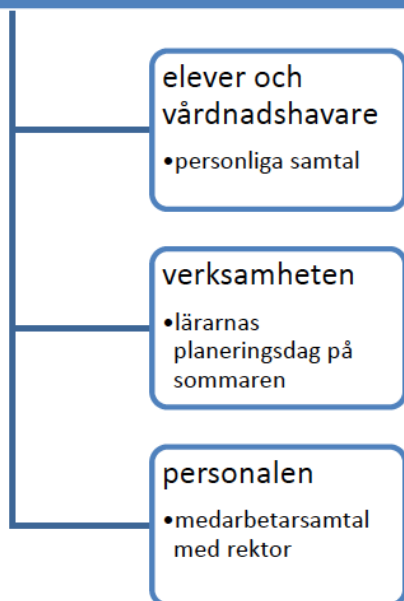 elever och
vårdnadshavare
•personliga samtal
verksamheten
•lärarnas
planeringsdag på
sommaren
personalen
•medarbetarsamtal
med rektor